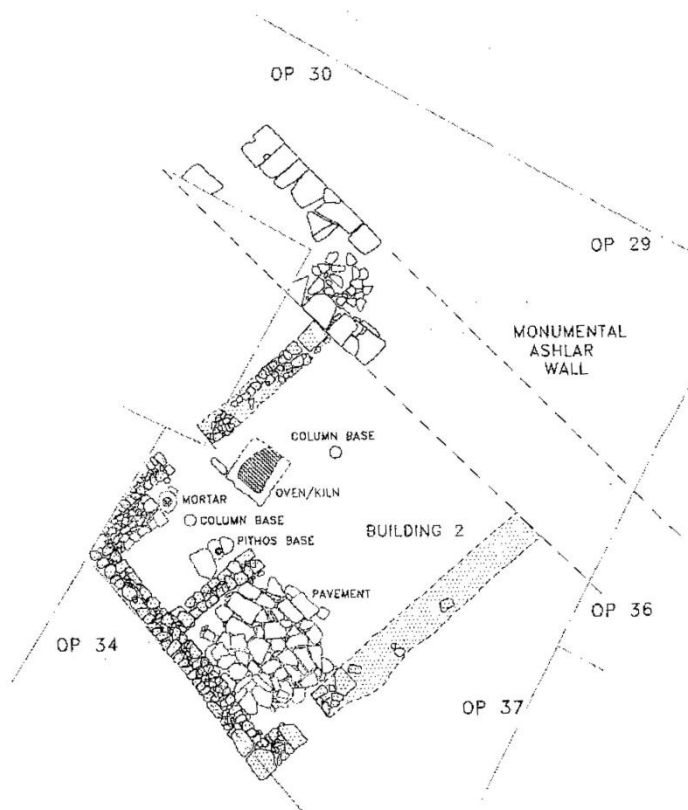 OP 30
OP 29
MONUMENTAL
ASHLAR
WALL
COLUMN BASE
OVEN/KILN
MORTAR
COLUMN BASE
BUILDING 2
PITHOS BASE
PAVEMENT
OP 36
OP 34
OP 37